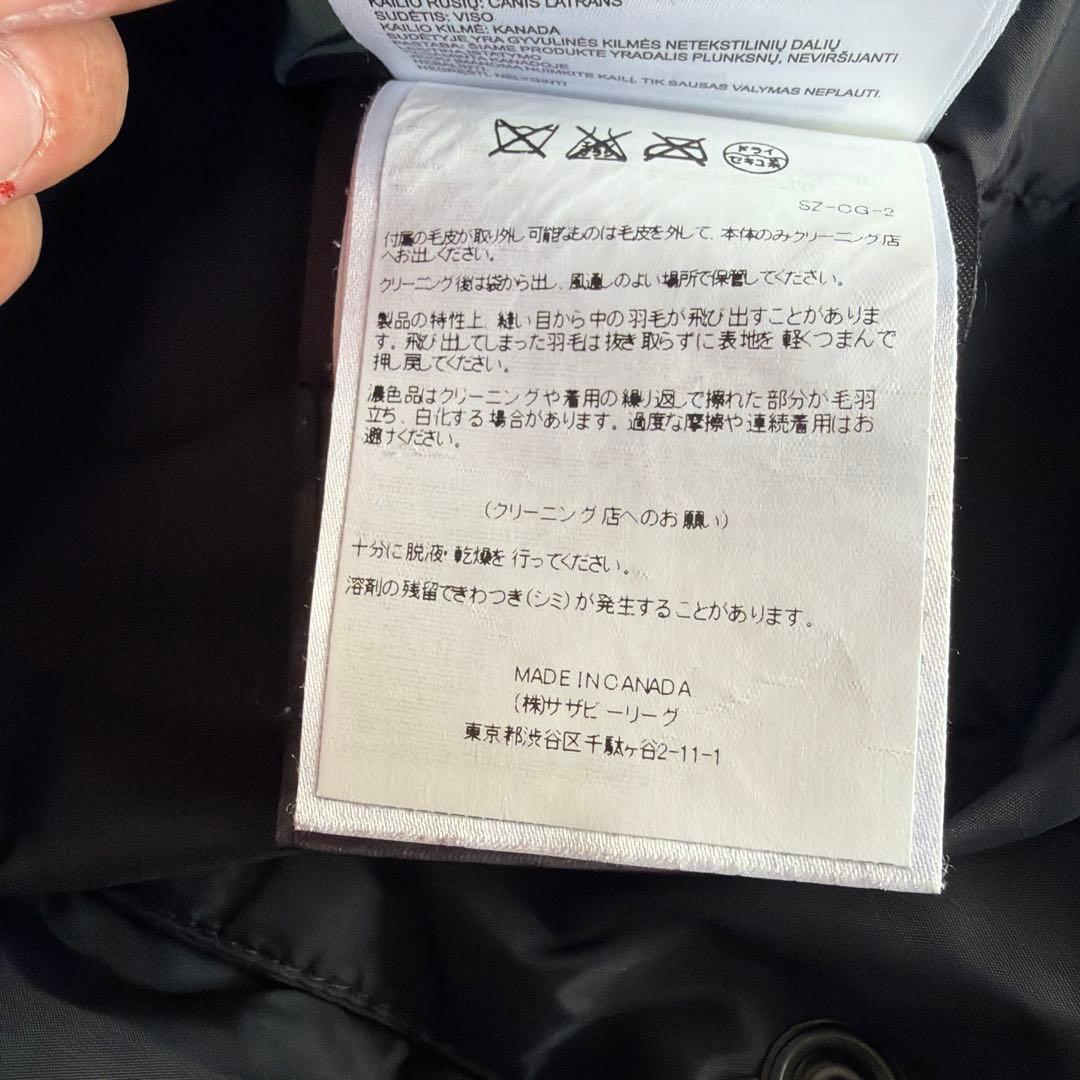 KAILIO RŪŠIŲ: CANIS LATRANS
SUDĖTIS: VISO
KAILIO KILMĖ: KANADA
SUDĖTYJE YRA GYVULINĖS KILMĖS NETEKSTILINIŲ DALIŲ
PASTABA: ŠIAME PRODUKTE YRADALIS PLUNKSNŲ, NEVIRŠIJANTI
KAILĮ, TIK SAUSAS VALYMAS NEPLAUTI.
NELYGINTI
ドライ
セキユ系
SZ-CG-2
付属の毛皮が取り外し可能なものは毛皮を外して、本体のみクリーニング店
へお出しください。
クリーニング後は袋から出し、風通しのよい場所で保管してください。
製品の特性上、縫い目から中の羽毛が飛び出すことがありま
す。飛び出してしまった羽毛は抜き取らずに表地を軽くつまんで
押し戻してください。
濃色品はクリーニングや着用の繰り返しで擦れた部分が毛羽
立ち、白化する場合があります。過度な摩擦や連続着用はお
避けください。
(クリーニング店へのお願い)
十分に脱液・乾燥を行ってください。
溶剤の残留できわつき(シミ)が発生することがあります。
MADE IN CANADA
(株)サザビーリーグ
東京都渋谷区千駄ヶ谷2-11-1